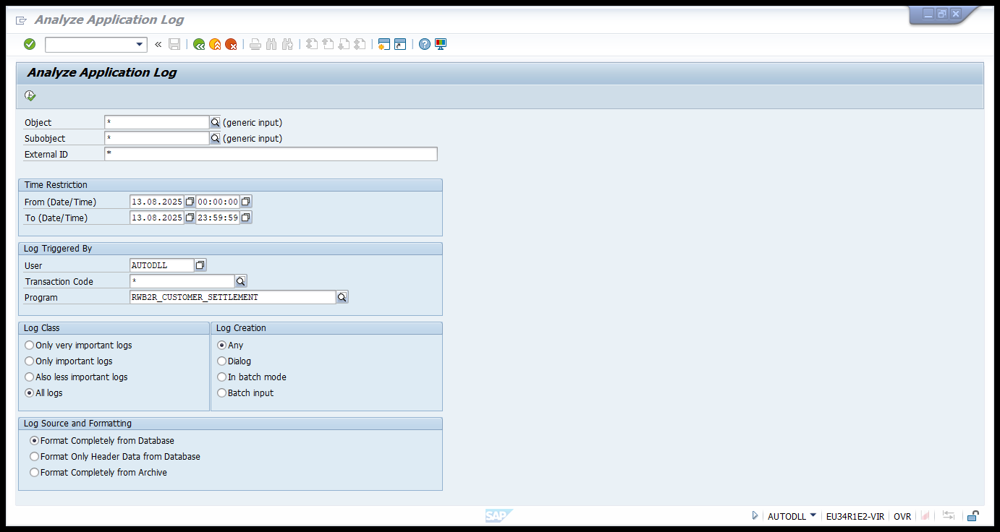 Analyze Application Log
Analyze Application Log
Object * (generic input)
Subobject * (generic input)
External ID *
Time Restriction
From (Date/Time) 13.08.2025 00:00:00
To (Date/Time) 13.08.2025 23:59:59
Log Triggered By
User AUTODLL
Transaction Code *
Program RWB2R_CUSTOMER_SETTLEMENT
Log Class
Only very important logs
Only important logs
Also less important logs
All logs
Log Creation
Any
Dialog
In batch mode
Batch input
Log Source and Formatting
Format Completely from Database
Format Only Header Data from Database
Format Completely from Archive
SAP AUTODLL EU34R1E2-VIR OVR